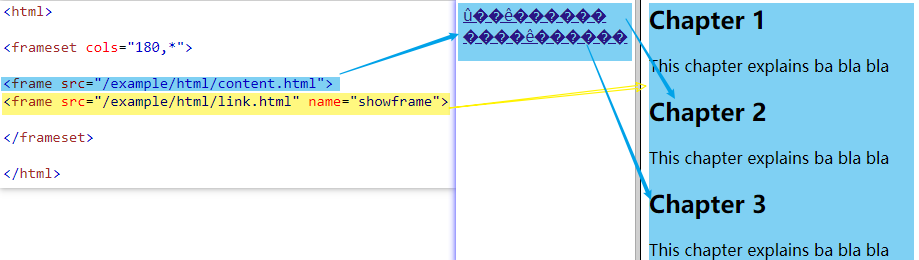 <html>
<frameset cols="180,*">
<frame src="/example/html/content.html">
<frame src="/example/html/link.html" name="showframe">
</frameset>
</html>
û��ê������
����ê������
Chapter 1
This chapter explains ba bla bla
Chapter 2
This chapter explains ba bla bla
Chapter 3
This chapter explains ba bla bla